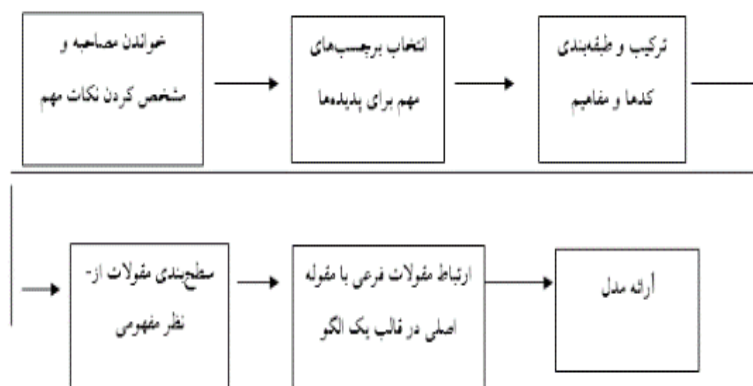 خواندن مصاحبه و
مشخص کردن نکات مهم
انتخاب برچسب‌های
مهم برای پدیده‌ها
ترکیب و طبقه‌بندی
کدها و مفاهیم
سطح‌بندی مقولات از-
نظر مفهومی
ارتباط مقولات فرعی با مقوله
اصلی در قالب یک الگو
أرائه مدل